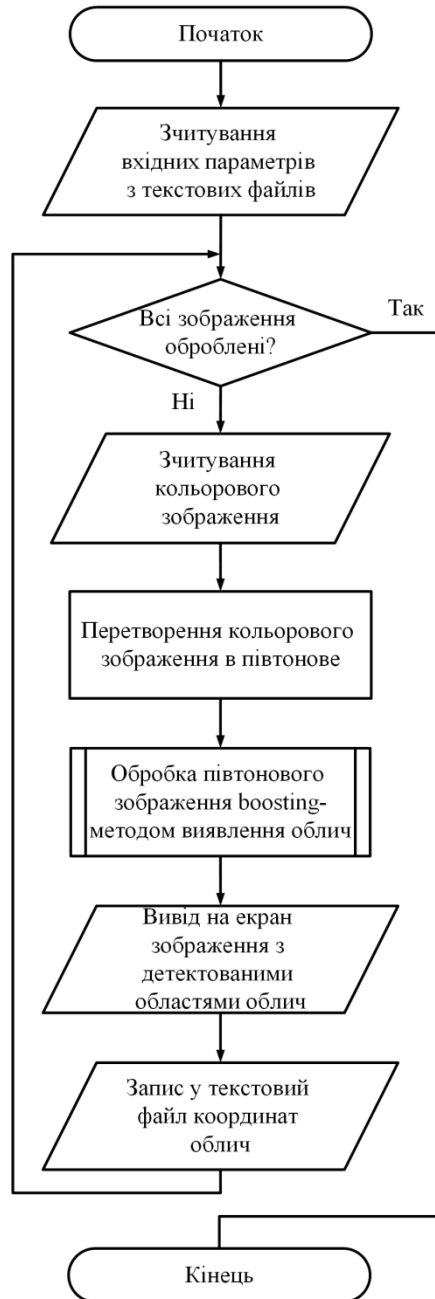 Початок
Зчитування
вхідних параметрів
з текстових файлів
Всі зображення
оброблені?
Так
Ні
Зчитування
кольорового
зображення
Перетворення кольорового
зображення в півтонове
Обробка півтонового
зображення boosting-
методом виявлення облич
Вивід на екран
зображення з
детектованими
областями облич
Запис у текстовий
файл координат
облич
Кінець